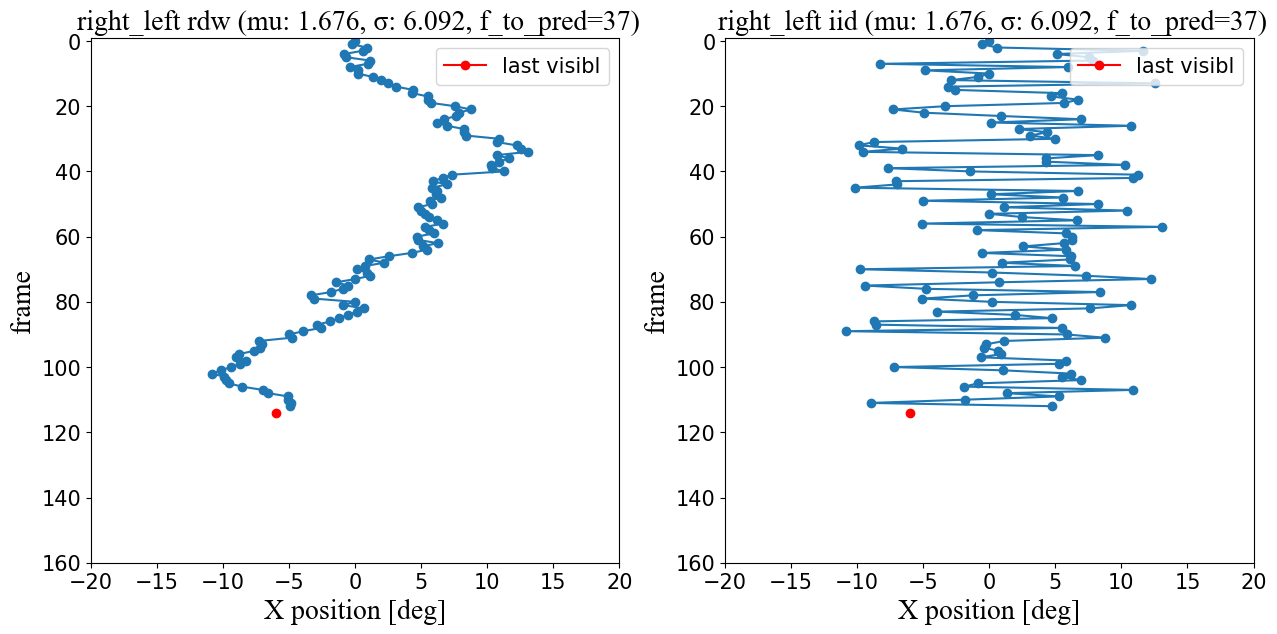 right_left rdw (mu: 1.676, σ: 6.092, f_to_pred=37)
last visibl
0
20
40
60
80
100
120
140
160
frame
−20 −15 −10 −5 0 5 10 15 20
X position [deg]
right_left iid (mu: 1.676, σ: 6.092, f_to_pred=37)
last visibl
0
20
40
60
80
100
120
140
160
frame
−20 −15 −10 −5 0 5 10 15 20
X position [deg]